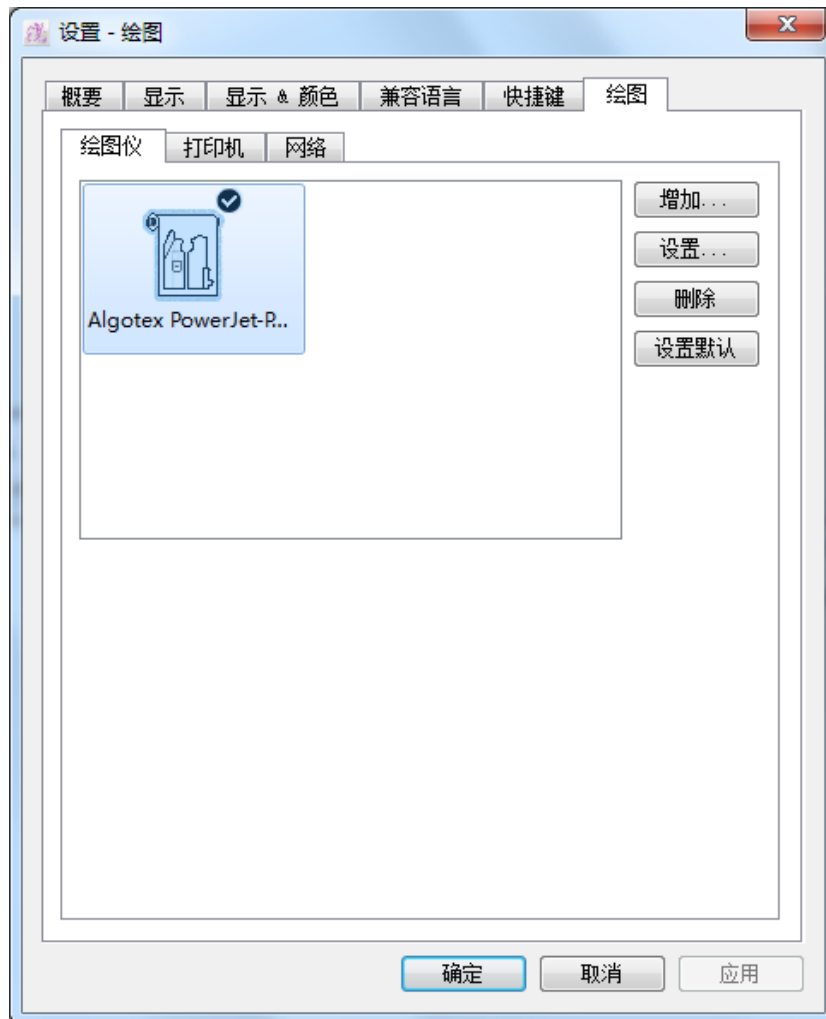 设置 - 绘图
概要 显示 显示 & 颜色 兼容语言 快捷键 绘图
绘图仪 打印机 网络
增加...
设置...
删除
设置默认
Algotex PowerJet-P...
确定 取消 应用